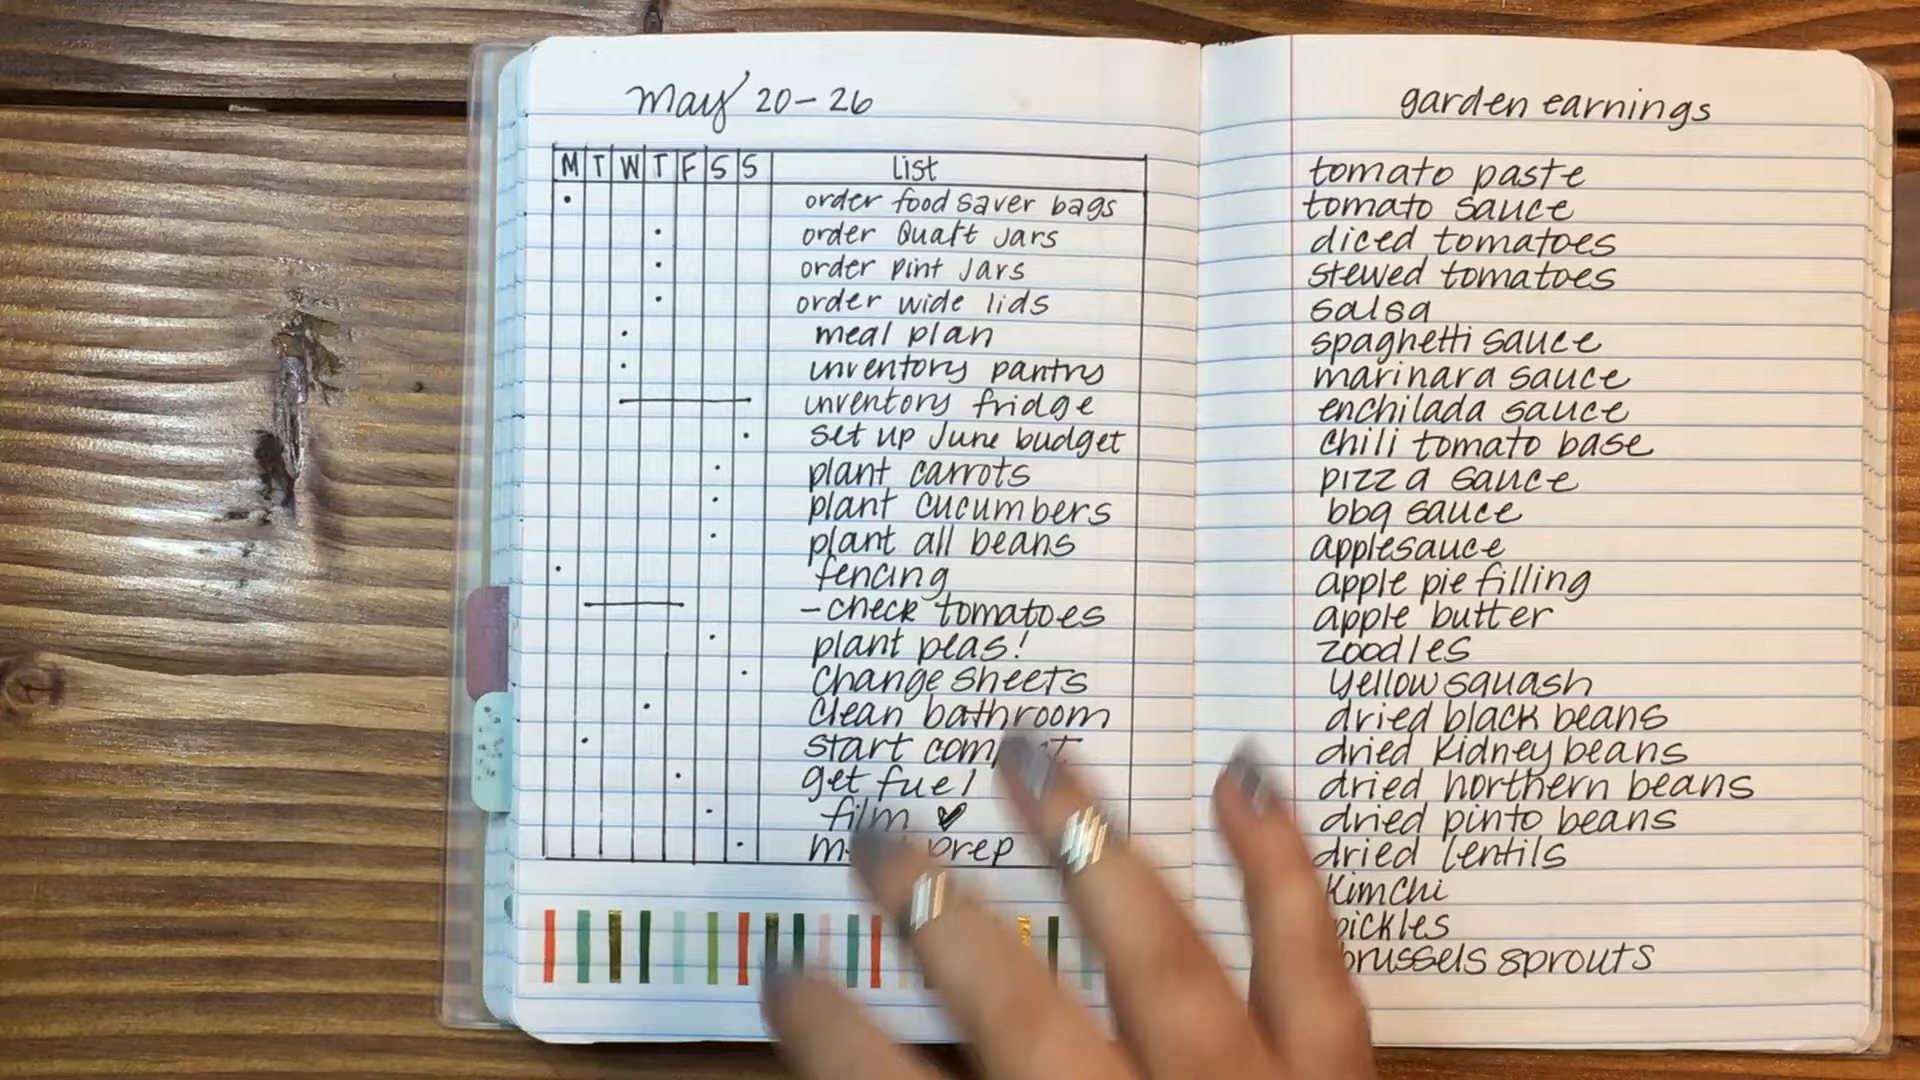 May 20-26
M T W T F S S List
order food saver bags
order Quart Jars
order pint Jars
order wide lids
meal plan
inventory pantry
inventory fridge
set up June budget
plant carrots
plant cucumbers
plant all beans
fencing
- check tomatoes
plant peas!
Change sheets
clean bathroom
start
get fuel
film
prep
garden earnings
tomato paste
tomato sauce
diced tomatoes
stewed tomatoes
salsa
spaghetti sauce
marinara sauce
enchilada sauce
chili tomato base
pizza sauce
bbq sauce
applesauce
apple pie filling
apple butter
zoodles
yellow squash
dried black beans
dried kidney beans
dried northern beans
dried pinto beans
dried lentils
kimchi
pickles
brussels sprouts